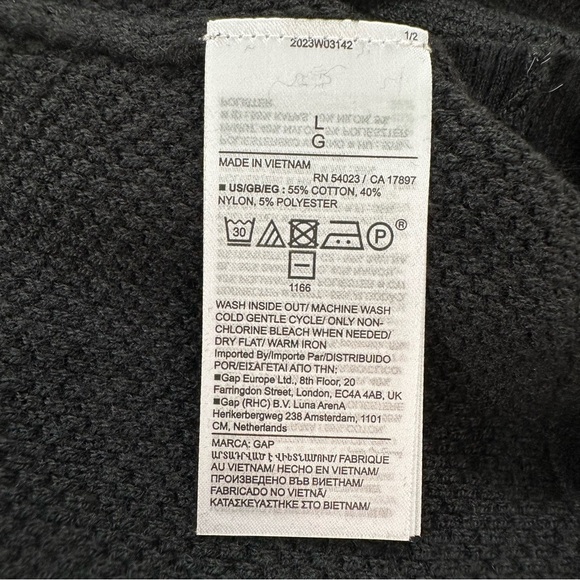 1/2
2023W03142
L
G
MADE IN VIETNAM
RN 54023 / CA 17897
■ US/GB/EG : 55% COTTON, 40%
NYLON, 5% POLYESTER
30 P ®
1166
WASH INSIDE OUT/ MACHINE WASH
COLD GENTLE CYCLE/ ONLY NON-
CHLORINE BLEACH WHEN NEEDED/
DRY FLAT/ WARM IRON
Imported By/Importe Par/DISTRIBUIDO
POR/ΕΙΣΑΓΕΤΑΙ ΑΠΟ ΤΗΝ:
■Gap Europe Ltd., 8th Floor, 20
Farringdon Street, London, EC4A 4AB, UK
■Gap (RHC) B.V. Luna ArenA
Herikerbergweg 238 Amsterdam, 1101
CM, Netherlands
MARCA: GAP
ԱՐՏԱԴՐՎԱԾ Է ՎԻԵՏՆԱՄՈՒՄ/ FABRIQUE
AU VIETNAM/ HECHO EN VIETNAM/
ПРОИЗВЕДЕНО ВЪВ ВИЕТНАМ/
FABRICADO NO VIETNÃ/
ΚΑΤΑΣΚΕΥΑΣΤΗΚΕ ΣΤΟ ΒΙΕΤΝΑΜ/